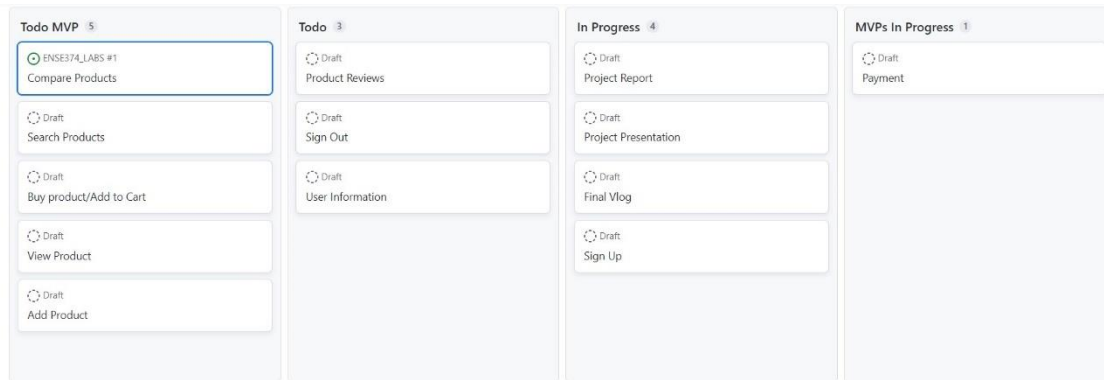 Todo MVP 5
ENSE374_LABS #1
Compare Products
Draft
Search Products
Draft
Buy product/Add to Cart
Draft
View Product
Draft
Add Product
Todo 3
Draft
Product Reviews
Draft
Sign Out
Draft
User Information
In Progress 4
Draft
Project Report
Draft
Project Presentation
Draft
Final Vlog
Draft
Sign Up
MVPs In Progress 1
Draft
Payment